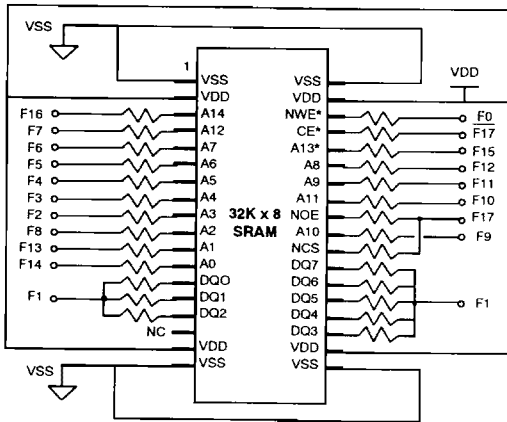 VSS
1
VSS
VDD
F16 A14
F7 A12
F6 A7
F5 A6
F4 A5
F3 A4
F2 A3
F8 A2
F13 A1
F14 A0
DQO
F1 DQ1
DQ2
NC
VDD
VSS
VSS
32K x 8
SRAM
VSS
VDD
VDD
NWE* F0
CE* F17
A13* F15
A8 F12
A9 F11
A11 F10
NOE F17
A10 F9
NCS
DQ7
DQ6
DQ5 F1
DQ4
DQ3
VDD
VSS